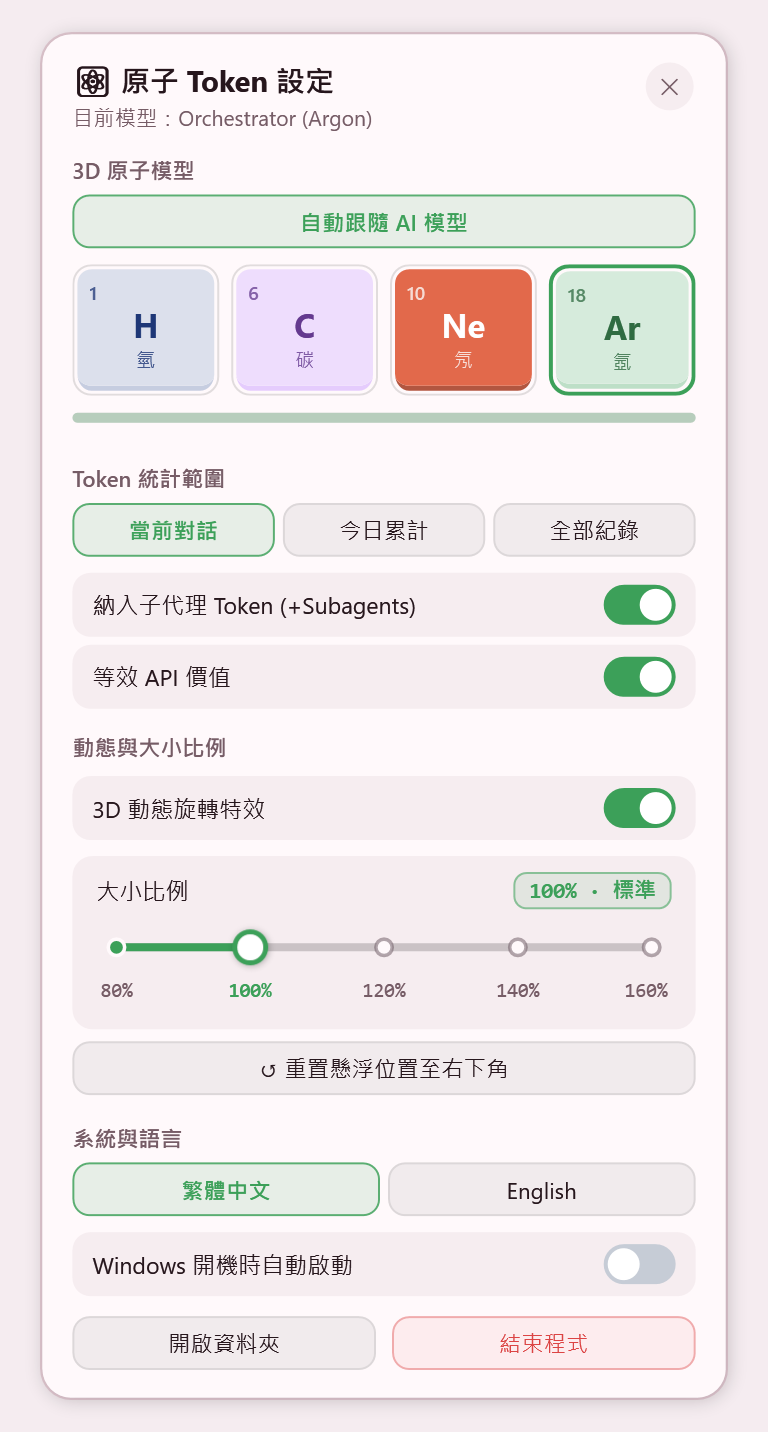 原子 Token 設定
目前模型：Orchestrator (Argon)
3D 原子模型
自動跟隨 AI 模型
1
H
氫
6
C
碳
10
Ne
氖
18
Ar
氬
Token 統計範圍
當前對話
今日累計
全部紀錄
納入子代理 Token (+Subagents)
等效 API 價值
動態與大小比例
3D 動態旋轉特效
大小比例
100% · 標準
80%
100%
120%
140%
160%
↺ 重置懸浮位置至右下角
系統與語言
繁體中文
English
Windows 開機時自動啟動
開啟資料夾
結束程式